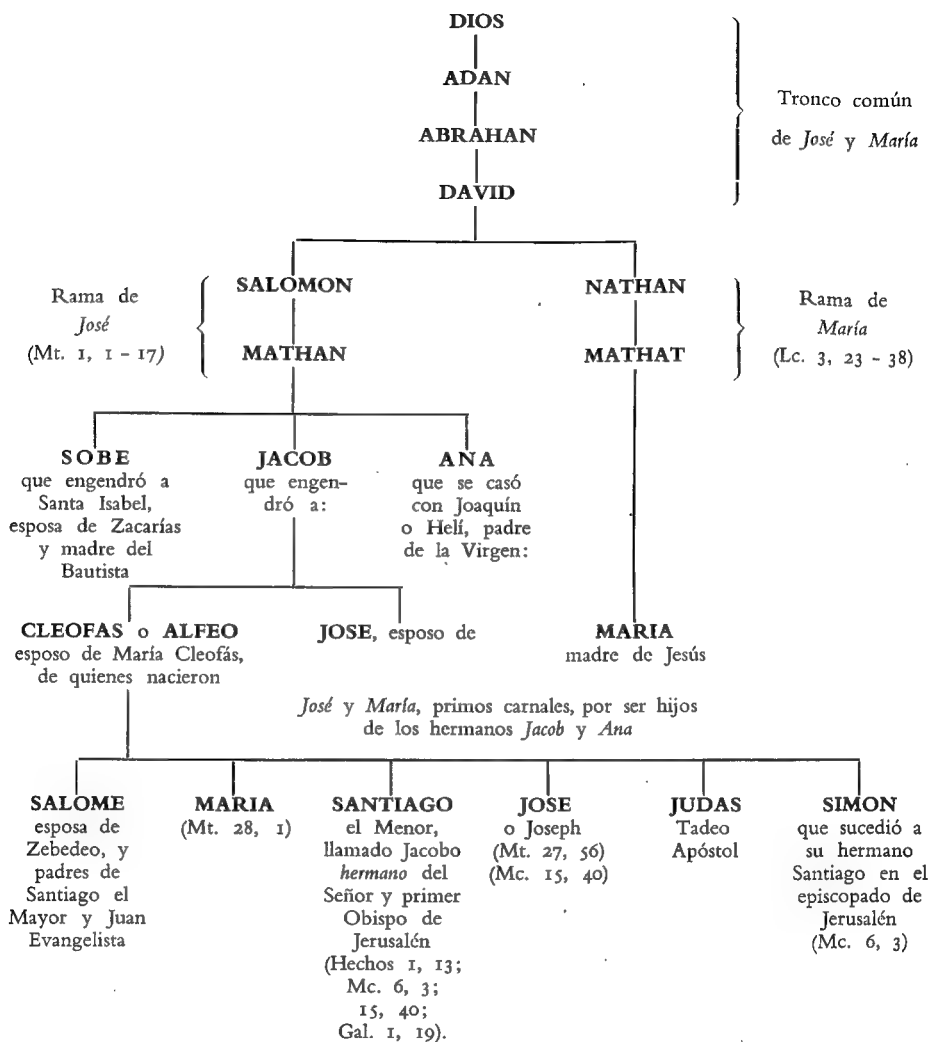 DIOS
ADAN
ABRAHAN
DAVID
Tronco común
de José y María
SALOMON
MATHAN
Rama de
José
(Mt. 1, 1 - 17)
NATHAN
MATHAT
Rama de
María
(Lc. 3, 23 - 38)
SOBE
que engendró a
Santa Isabel,
esposa de Zacarías
y madre del
Bautista
JACOB
que engen-
dró a:
ANA
que se casó
con Joaquín
o Helí, padre
de la Virgen:
CLEOFAS o ALFEO
esposo de María Cleofás,
de quienes nacieron
JOSE, esposo de
MARIA
madre de Jesús
José y María, primos carnales, por ser hijos
de los hermanos Jacob y Ana
SALOME
esposa de
Zebedeo, y
padres de
Santiago el
Mayor y Juan
Evangelista
MARIA
(Mt. 28, 1)
SANTIAGO
el Menor,
llamado Jacobo
hermano del
Señor y primer
Obispo de
Jerusalén
(Hechos 1, 13;
Mc. 6, 3;
15, 40;
Gal. 1, 19).
JOSE
o Joseph
(Mt. 27, 56)
(Mc. 15, 40)
JUDAS
Tadeo
Apóstol
SIMON
que sucedió a
su hermano
Santiago en el
episcopado de
Jerusalén
(Mc. 6, 3)